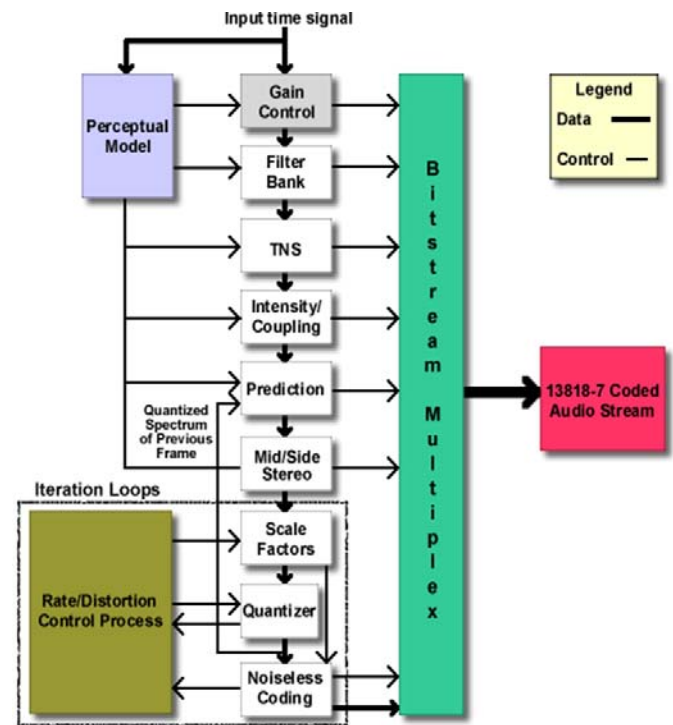 Input time signal
Perceptual
Model
Gain
Control
Filter
Bank
TNS
Intensity/
Coupling
Prediction
Quantized
Spectrum
of Previous
Frame
Mid/Side
Stereo
Iteration Loops
Scale
Factors
Rate/Distortion
Control Process
Quantizer
Noiseless
Coding
Bitstream Multiplex
Legend
Data
Control
13818-7 Coded
Audio Stream